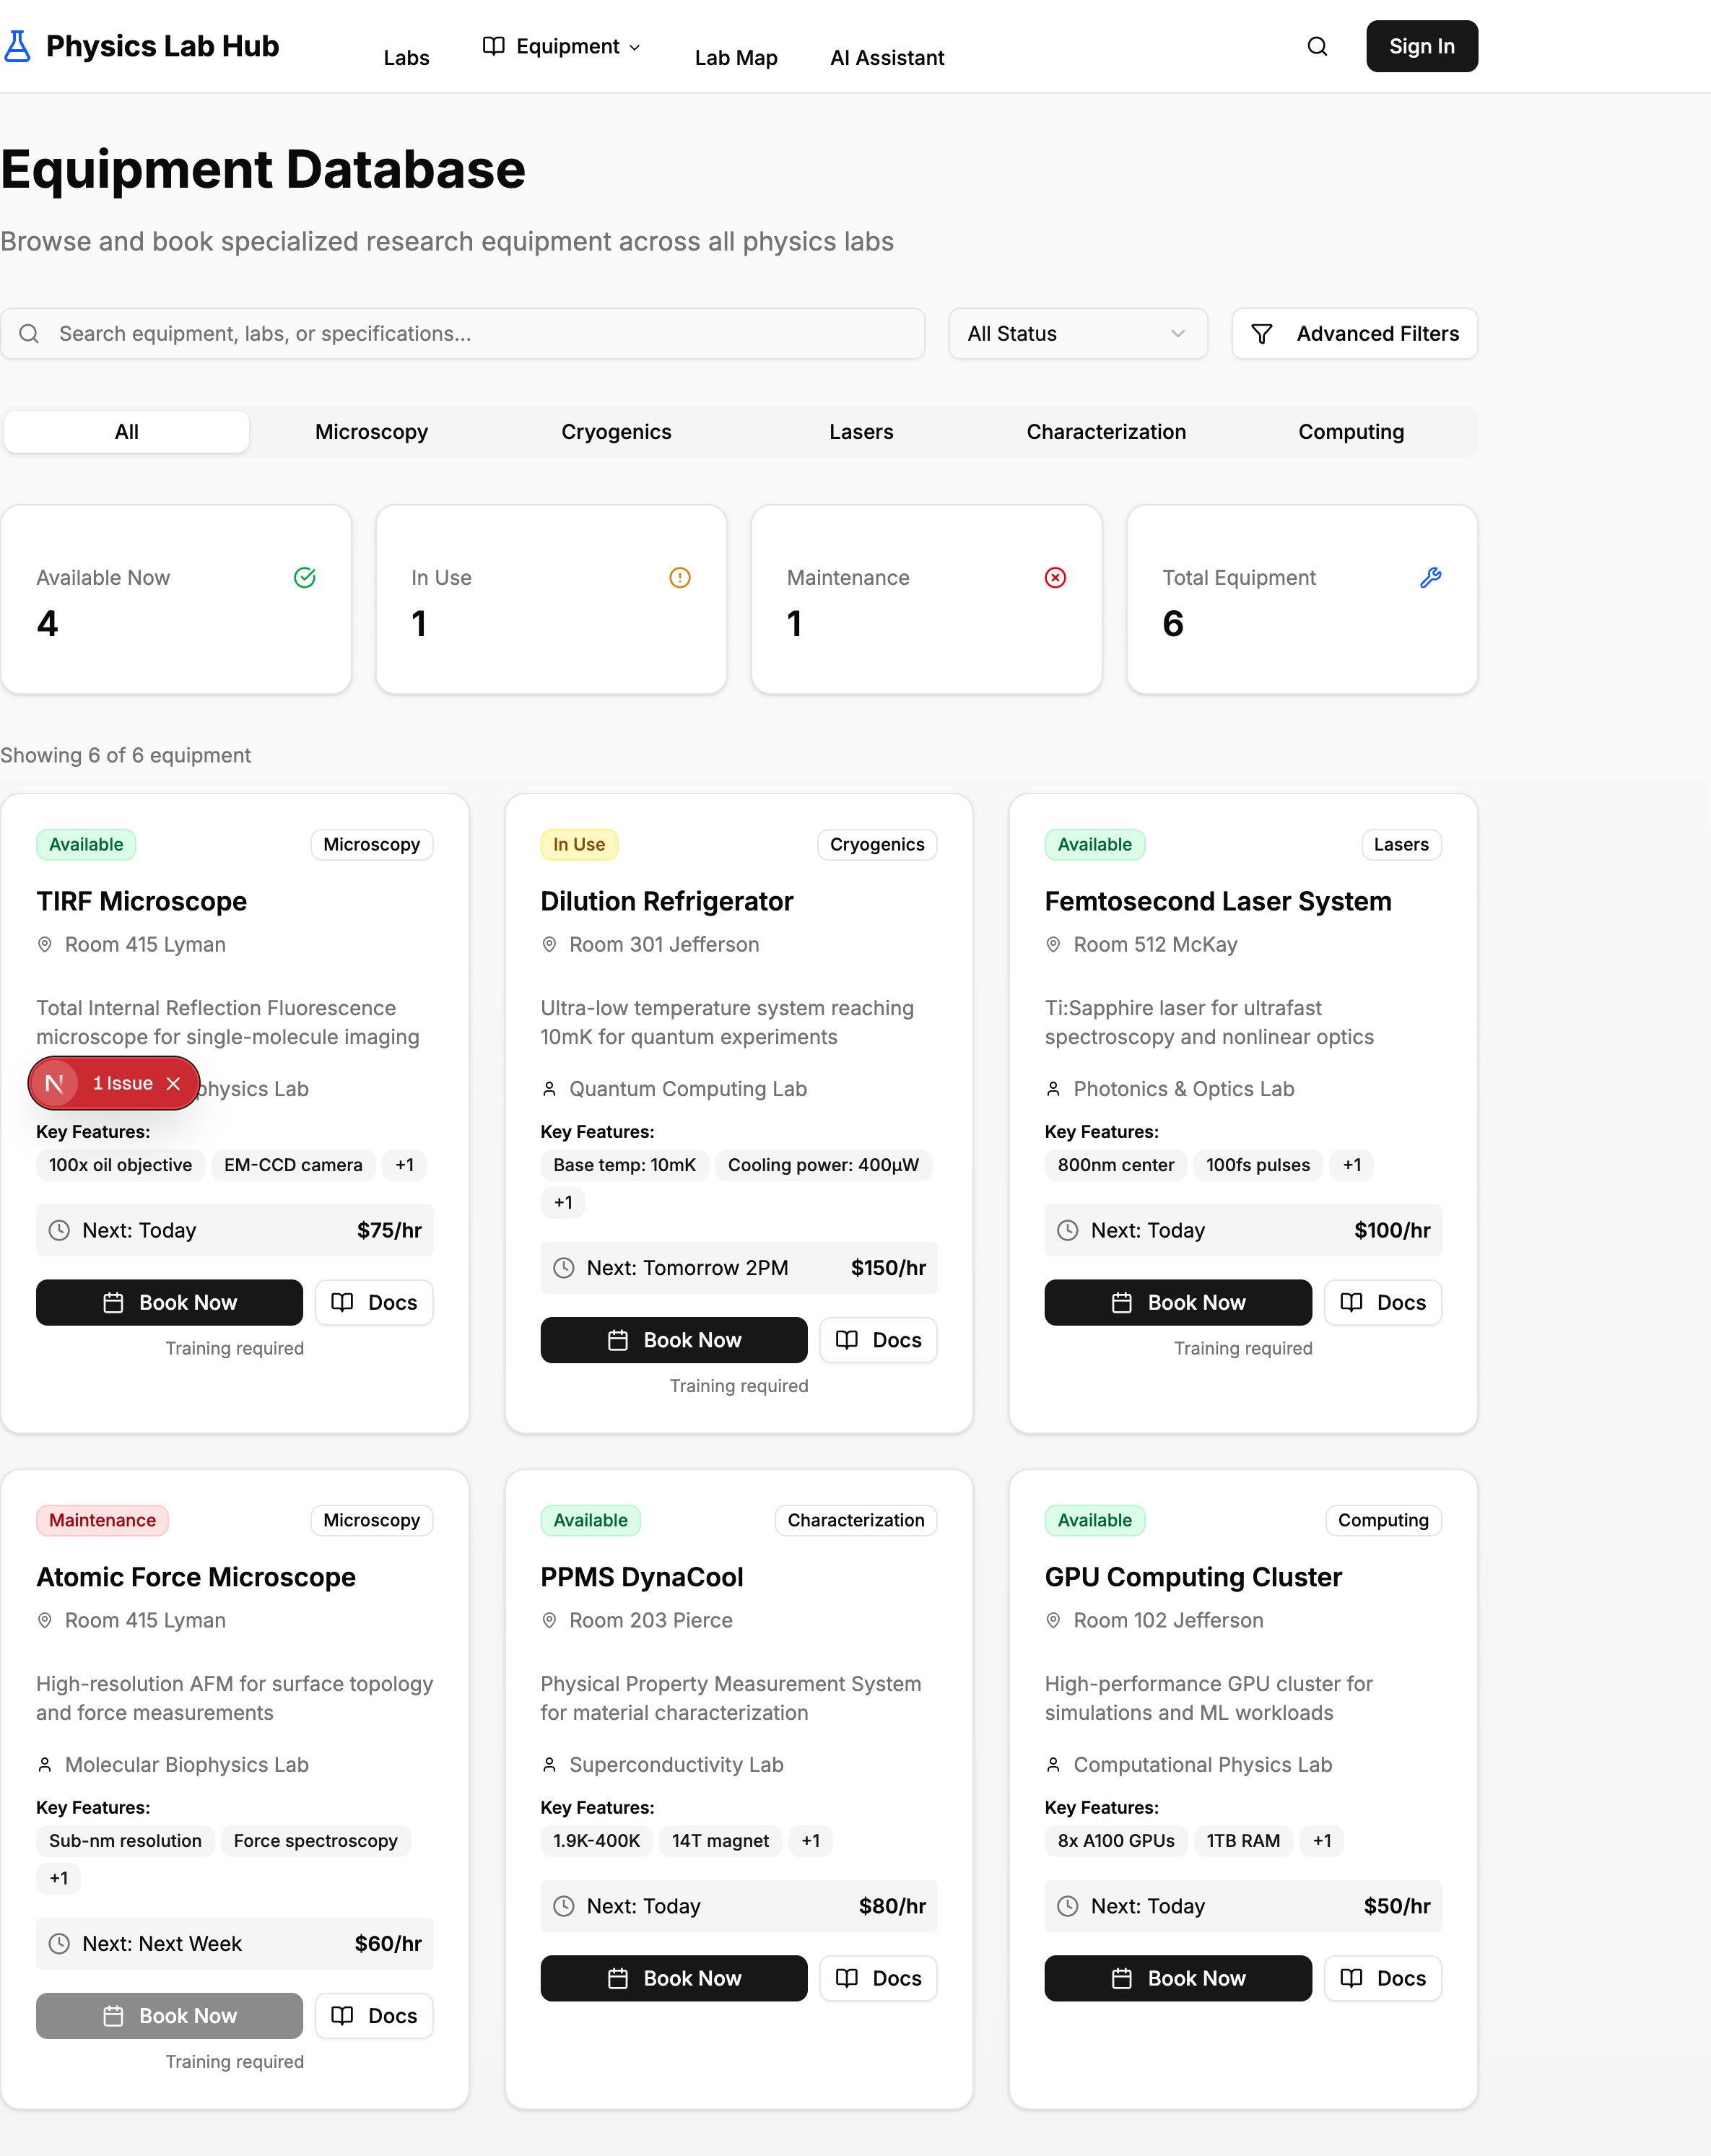 Physics Lab Hub
Labs
Equipment
Lab Map
AI Assistant
Sign In
Equipment Database
Browse and book specialized research equipment across all physics labs
Search equipment, labs, or specifications...
All Status
Advanced Filters
All
Microscopy
Cryogenics
Lasers
Characterization
Computing
Available Now
4
In Use
1
Maintenance
1
Total Equipment
6
Showing 6 of 6 equipment
Available
Microscopy
TIRF Microscope
Room 415 Lyman
Total Internal Reflection Fluorescence
microscope for single-molecule imaging
N 1 Issue
physics Lab
Key Features:
100x oil objective
EM-CCD camera
+1
Next: Today
$75/hr
Book Now
Docs
Training required
In Use
Cryogenics
Dilution Refrigerator
Room 301 Jefferson
Ultra-low temperature system reaching
10mK for quantum experiments
Quantum Computing Lab
Key Features:
Base temp: 10mK
Cooling power: 400μW
+1
Next: Tomorrow 2PM
$150/hr
Book Now
Docs
Training required
Available
Lasers
Femtosecond Laser System
Room 512 McKay
Ti:Sapphire laser for ultrafast
spectroscopy and nonlinear optics
Photonics & Optics Lab
Key Features:
800nm center
100fs pulses
+1
Next: Today
$100/hr
Book Now
Docs
Training required
Maintenance
Microscopy
Atomic Force Microscope
Room 415 Lyman
High-resolution AFM for surface topology
and force measurements
Molecular Biophysics Lab
Key Features:
Sub-nm resolution
Force spectroscopy
+1
Next: Next Week
$60/hr
Book Now
Docs
Training required
Available
Characterization
PPMS DynaCool
Room 203 Pierce
Physical Property Measurement System
for material characterization
Superconductivity Lab
Key Features:
1.9K-400K
14T magnet
+1
Next: Today
$80/hr
Book Now
Docs
Available
Computing
GPU Computing Cluster
Room 102 Jefferson
High-performance GPU cluster for
simulations and ML workloads
Computational Physics Lab
Key Features:
8x A100 GPUs
1TB RAM
+1
Next: Today
$50/hr
Book Now
Docs